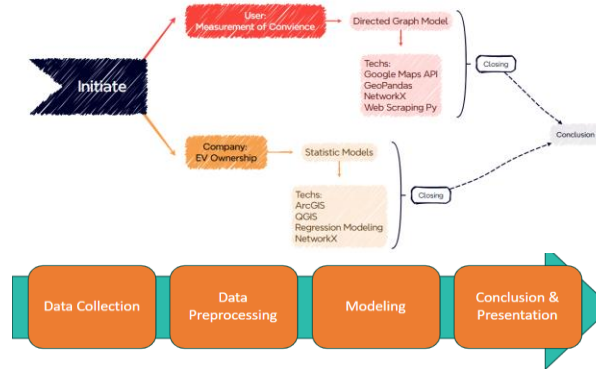 User:
Measurement of Convience
Directed Graph Model
Techs:
Google Maps API
GeoPandas
NetworkX
Web Scraping Py
Closing
Initiate
Conclusion
Company:
EV Ownership
Statistic Models
Techs:
ArcGIS
QGIS
Regression Modeling
NetworkX
Closing
Data Collection
Data
Preprocessing
Modeling
Conclusion &
Presentation